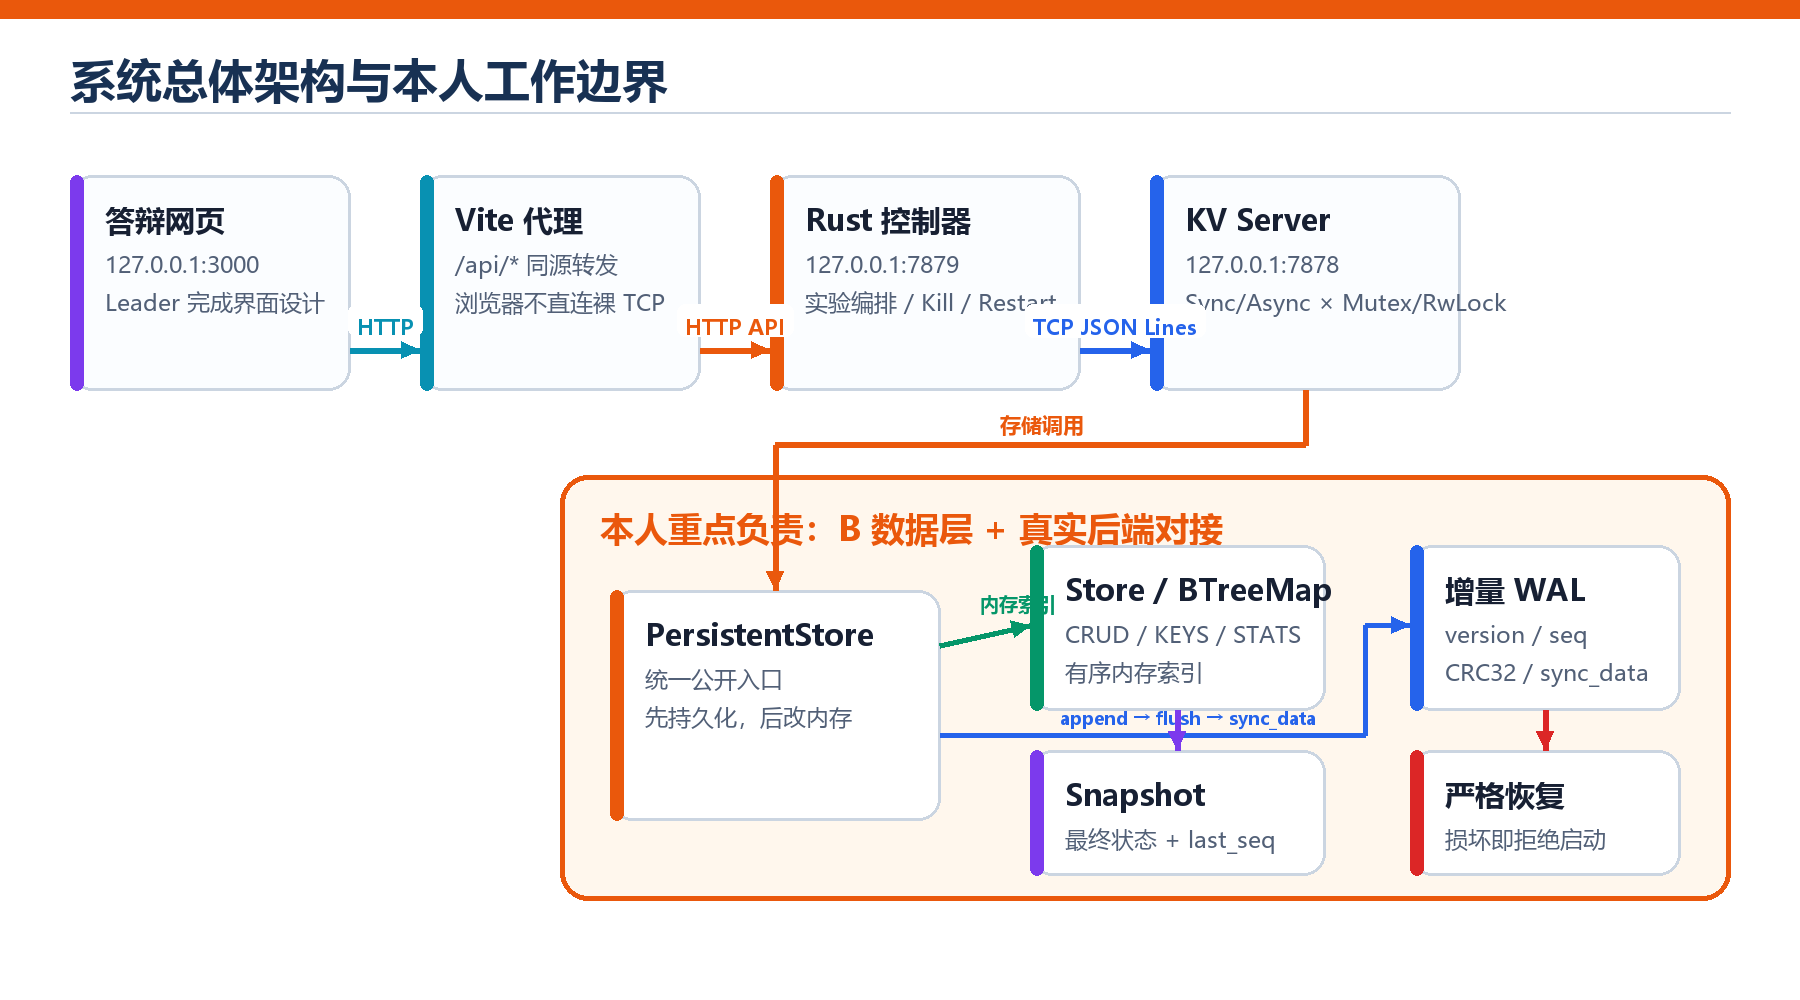 系统总体架构与本人工作边界
答辩网页
127.0.0.1:3000
Leader 完成界面设计
HTTP
Vite 代理
/api/* 同源转发
浏览器不直连裸 TCP
HTTP API
Rust 控制器
127.0.0.1:7879
实验编排 / Kill / Restart
TCP JSON Lines
KV Server
127.0.0.1:7878
Sync/Async × Mutex/RwLock
存储调用
本人重点负责：B 数据层 + 真实后端对接
PersistentStore
统一公开入口
先持久化，后改内存
内存索引
Store / BTreeMap
CRUD / KEYS / STATS
有序内存索引
append → flush → sync_data
增量 WAL
version / seq
CRC32 / sync_data
Snapshot
最终状态 + last_seq
严格恢复
损坏即拒绝启动